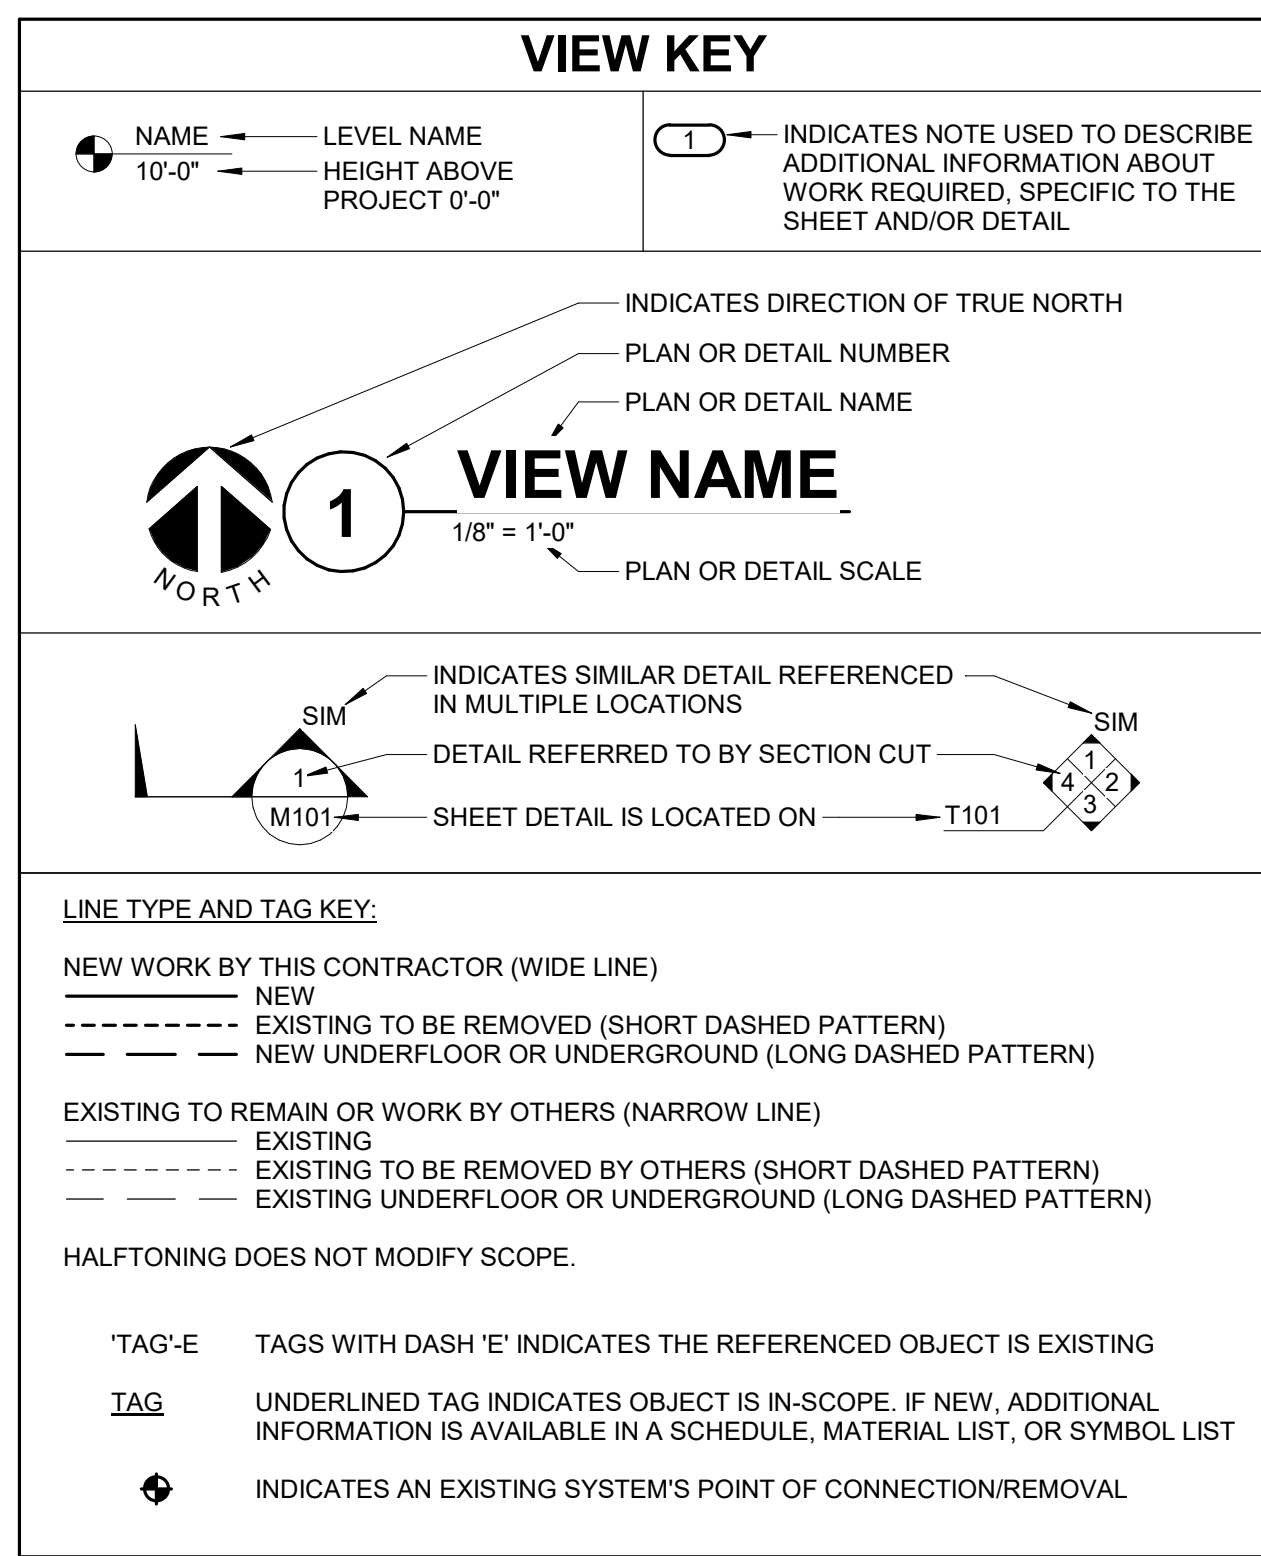 VIEW KEY
NAME
LEVEL NAME
10'-0"
HEIGHT ABOVE
PROJECT 0'-0"
1
INDICATES NOTE USED TO DESCRIBE
ADDITIONAL INFORMATION ABOUT
WORK REQUIRED, SPECIFIC TO THE
SHEET AND/OR DETAIL
INDICATES DIRECTION OF TRUE NORTH
PLAN OR DETAIL NUMBER
PLAN OR DETAIL NAME
NORTH
1
VIEW NAME
1/8" = 1'-0"
PLAN OR DETAIL SCALE
INDICATES SIMILAR DETAIL REFERENCED
IN MULTIPLE LOCATIONS
SIM
SIM
DETAIL REFERRED TO BY SECTION CUT
1
1
4 2
3
M101
SHEET DETAIL IS LOCATED ON
T101
LINE TYPE AND TAG KEY:
NEW WORK BY THIS CONTRACTOR (WIDE LINE)
NEW
EXISTING TO BE REMOVED (SHORT DASHED PATTERN)
NEW UNDERFLOOR OR UNDERGROUND (LONG DASHED PATTERN)
EXISTING TO REMAIN OR WORK BY OTHERS (NARROW LINE)
EXISTING
EXISTING TO BE REMOVED BY OTHERS (SHORT DASHED PATTERN)
EXISTING UNDERFLOOR OR UNDERGROUND (LONG DASHED PATTERN)
HALFTONING DOES NOT MODIFY SCOPE.
'TAG'-E TAGS WITH DASH 'E' INDICATES THE REFERENCED OBJECT IS EXISTING
TAG UNDERLINED TAG INDICATES OBJECT IS IN-SCOPE. IF NEW, ADDITIONAL
INFORMATION IS AVAILABLE IN A SCHEDULE, MATERIAL LIST, OR SYMBOL LIST
INDICATES AN EXISTING SYSTEM'S POINT OF CONNECTION/REMOVAL